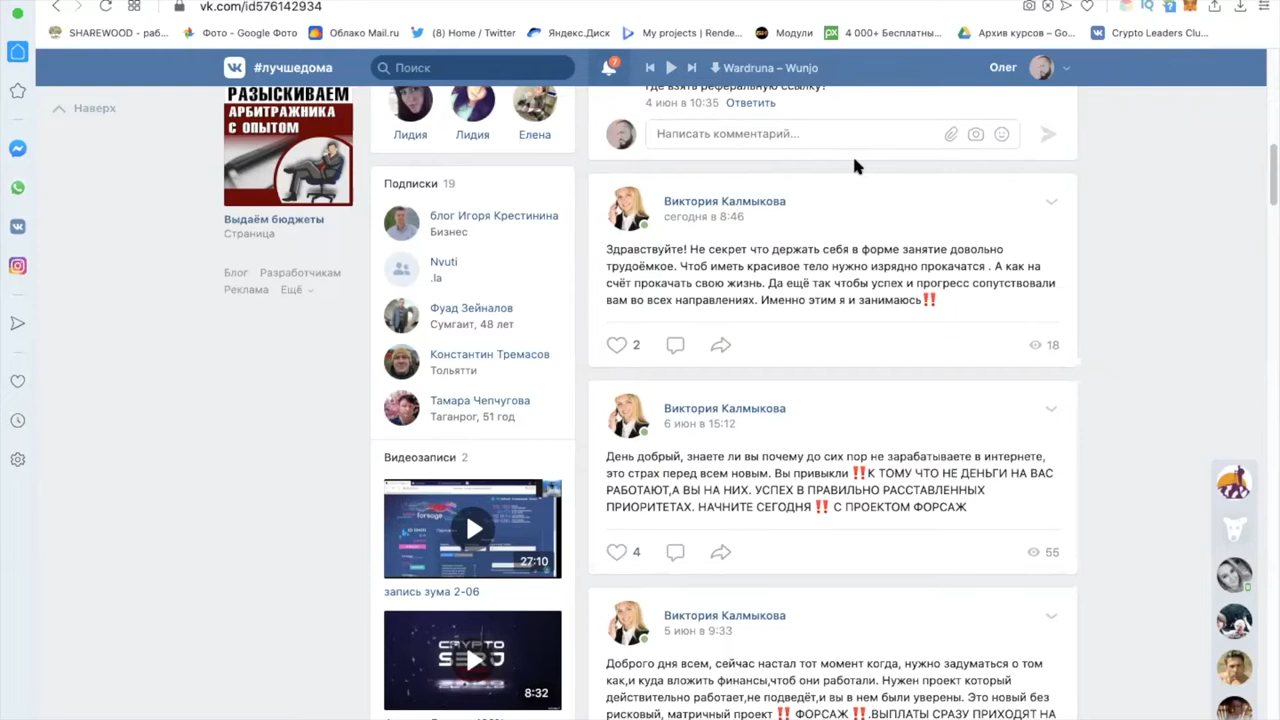 vk.com/id576142934
SHAREWOOD - раб...
Фото - Google Фото
Облако Mail.ru
(8) Home / Twitter
Яндекс.Диск
My projects | Rende...
Модули
4 000+ Бесплатны...
Архив курсов – Go...
Crypto Leaders Clu...
#лучшедома
Поиск
7
Wardruna – Wunjo
Олег
Наверх
РАЗЫСКИВАЕМ
АРБИТРАЖНИКА
С ОПЫТОМ
Выдаём бюджеты
Страница
Блог Разработчикам
Реклама Ещё
Лидия
Лидия
Елена
Подписки 19
блог Игоря Крестинина
Бизнес
Nvuti
.la
Фуад Зейналов
Сумгаит, 48 лет
Константин Тремасов
Тольятти
Тамара Чепчугова
Таганрог, 51 год
Видеозаписи 2
forsage
27:10
запись зума 2-06
CRYPTO
SERJ
8:32
где взять реферальную ссылку?
4 июн в 10:35 Ответить
Написать комментарий...
Виктория Калмыкова
сегодня в 8:46
Здравствуйте! Не секрет что держать себя в форме занятие довольно
трудоёмкое. Чтоб иметь красивое тело нужно изрядно прокачатся . А как на
счёт прокачать свою жизнь. Да ещё так чтобы успех и прогресс сопутствовали
вам во всех направлениях. Именно этим я и занимаюсь‼️
2
18
Виктория Калмыкова
6 июн в 15:12
День добрый, знаете ли вы почему до сих пор не зарабатываете в интернете,
это страх перед всем новым. Вы привыкли ‼️К ТОМУ ЧТО НЕ ДЕНЬГИ НА ВАС
РАБОТАЮТ,А ВЫ НА НИХ. УСПЕХ В ПРАВИЛЬНО РАССТАВЛЕННЫХ
ПРИОРИТЕТАХ. НАЧНИТЕ СЕГОДНЯ ‼️ С ПРОЕКТОМ ФОРСАЖ
4
55
Виктория Калмыкова
5 июн в 9:33
Доброго дня всем, сейчас настал тот момент когда, нужно задуматься о том
как,и куда вложить финансы,чтоб они работали. Нужен проект который
действительно работает,не подведёт,и вы в нем были уверены. Это новый без
рисковый, матричный проект ‼️ ФОРСАЖ ‼️.ВЫПЛАТЫ СРАЗУ ПРИХОДЯТ НА